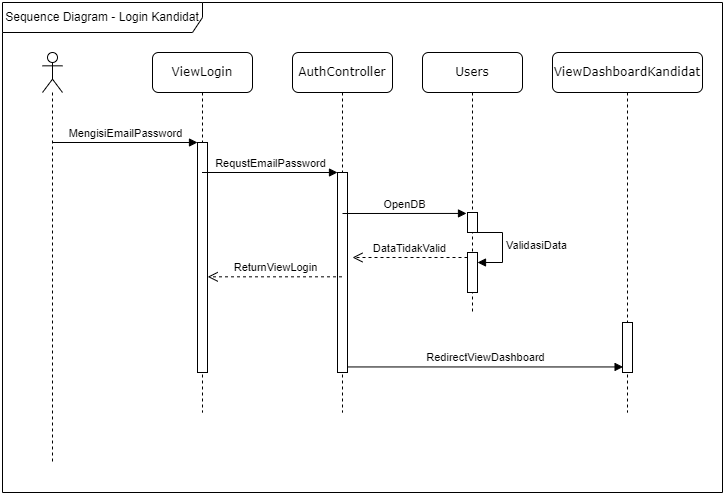 Sequence Diagram - Login Kandidat
ViewLogin
AuthController
Users
ViewDashboardKandidat
MengisiEmailPassword
RequstEmailPassword
OpenDB
ValidasiData
DataTidakValid
ReturnViewLogin
RedirectViewDashboard